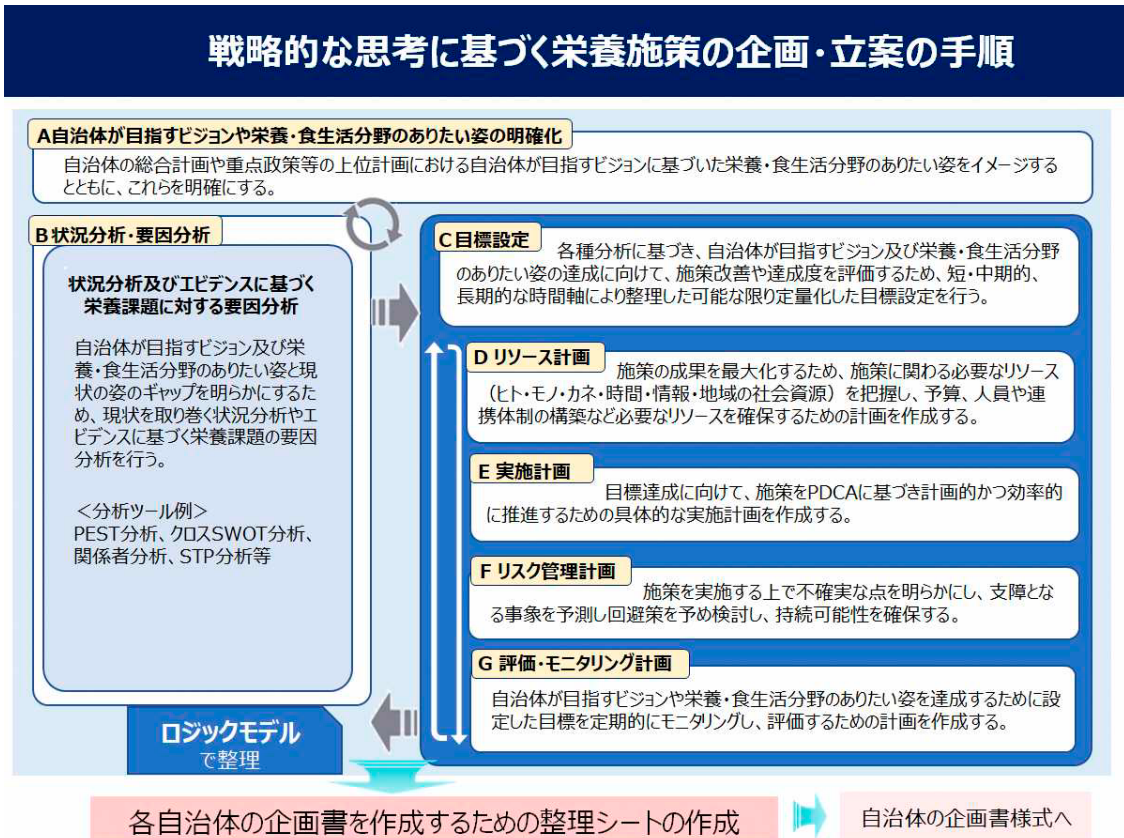 戦略的な思考に基づく栄養施策の企画・立案の手順
A自治体が目指すビジョンや栄養・食生活分野のありたい姿の明確化
自治体の総合計画や重点政策等の上位計画における自治体が目指すビジョンに基づいた栄養・食生活分野のありたい姿をイメージする
とともに、これらを明確にする。
B状況分析・要因分析
状況分析及びエビデンスに基づく
栄養課題に対する要因分析
自治体が目指すビジョン及び栄
養・食生活分野のありたい姿と現
状の姿のギャップを明らかにするた
め、現状を取り巻く状況分析やエ
ビデンスに基づく栄養課題の要因
分析を行う。
＜分析ツール例＞
PEST分析、クロスSWOT分析、
関係者分析、STP分析等
ロジックモデル
で整理
C目標設定
各種分析に基づき、自治体が目指すビジョン及び栄養・食生活分野
のありたい姿の達成に向けて、施策改善や達成度を評価するため、短・中期的、
長期的な時間軸により整理した可能な限り定量化した目標設定を行う。
D リソース計画
施策の成果を最大化するため、施策に関わる必要なリソース
（ヒト・モノ・カネ・時間・情報・地域の社会資源）を把握し、予算、人員や連
携体制の構築など必要なリソースを確保するための計画を作成する。
E 実施計画
目標達成に向けて、施策をPDCAに基づき計画的かつ効率的
に推進するための具体的な実施計画を作成する。
F リスク管理計画
施策を実施する上で不確実な点を明らかにし、支障とな
る事象を予測し回避策を予め検討し、持続可能性を確保する。
G 評価・モニタリング計画
自治体が目指すビジョンや栄養・食生活分野のありたい姿を達成するために設
定した目標を定期的にモニタリングし、評価するための計画を作成する。
各自治体の企画書を作成するための整理シートの作成
自治体の企画書様式へ